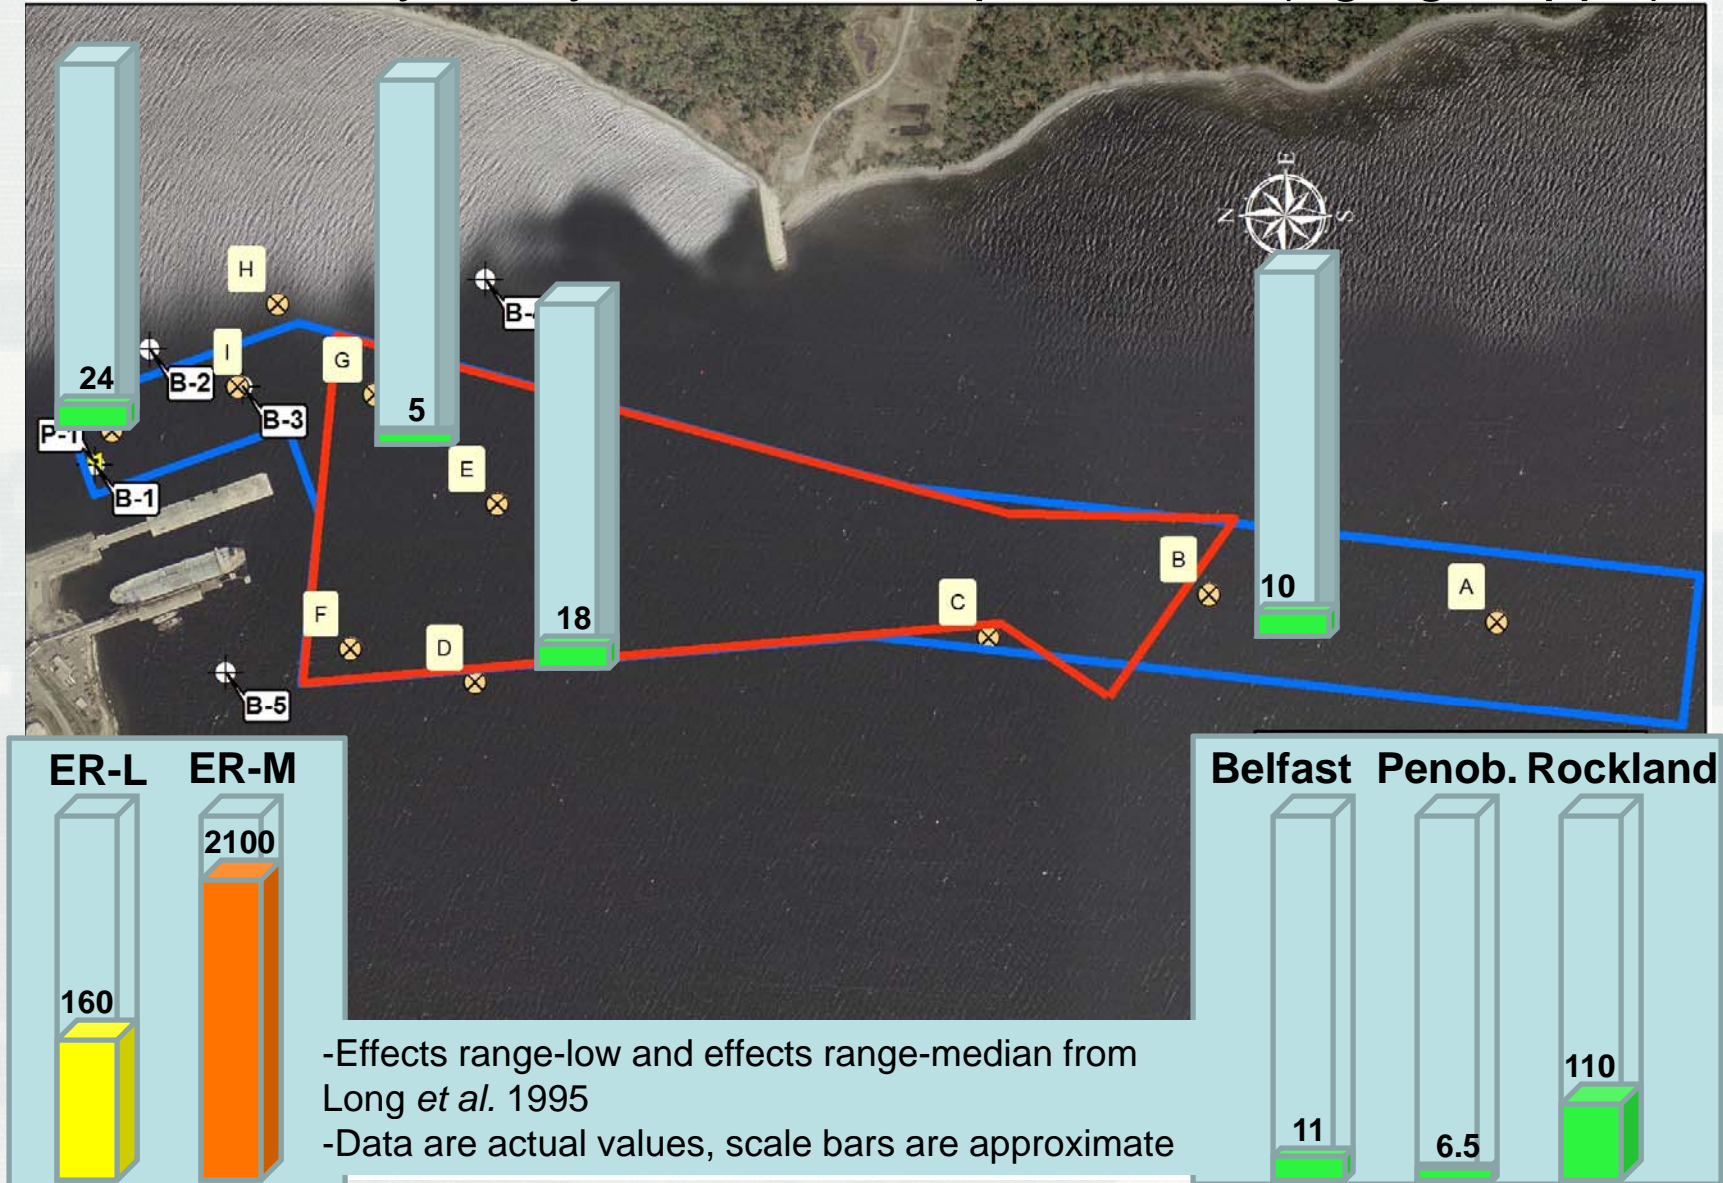 E
N
S
H
B-4
24
I
G
B-2
5
B-3
P-1
E
B-1
B
10
A
C
F
18
D
B-5
ER-L ER-M
2100
160
Belfast Penob. Rockland
110
11
6.5
-Effects range-low and effects range-median from
Long et al. 1995
-Data are actual values, scale bars are approximate